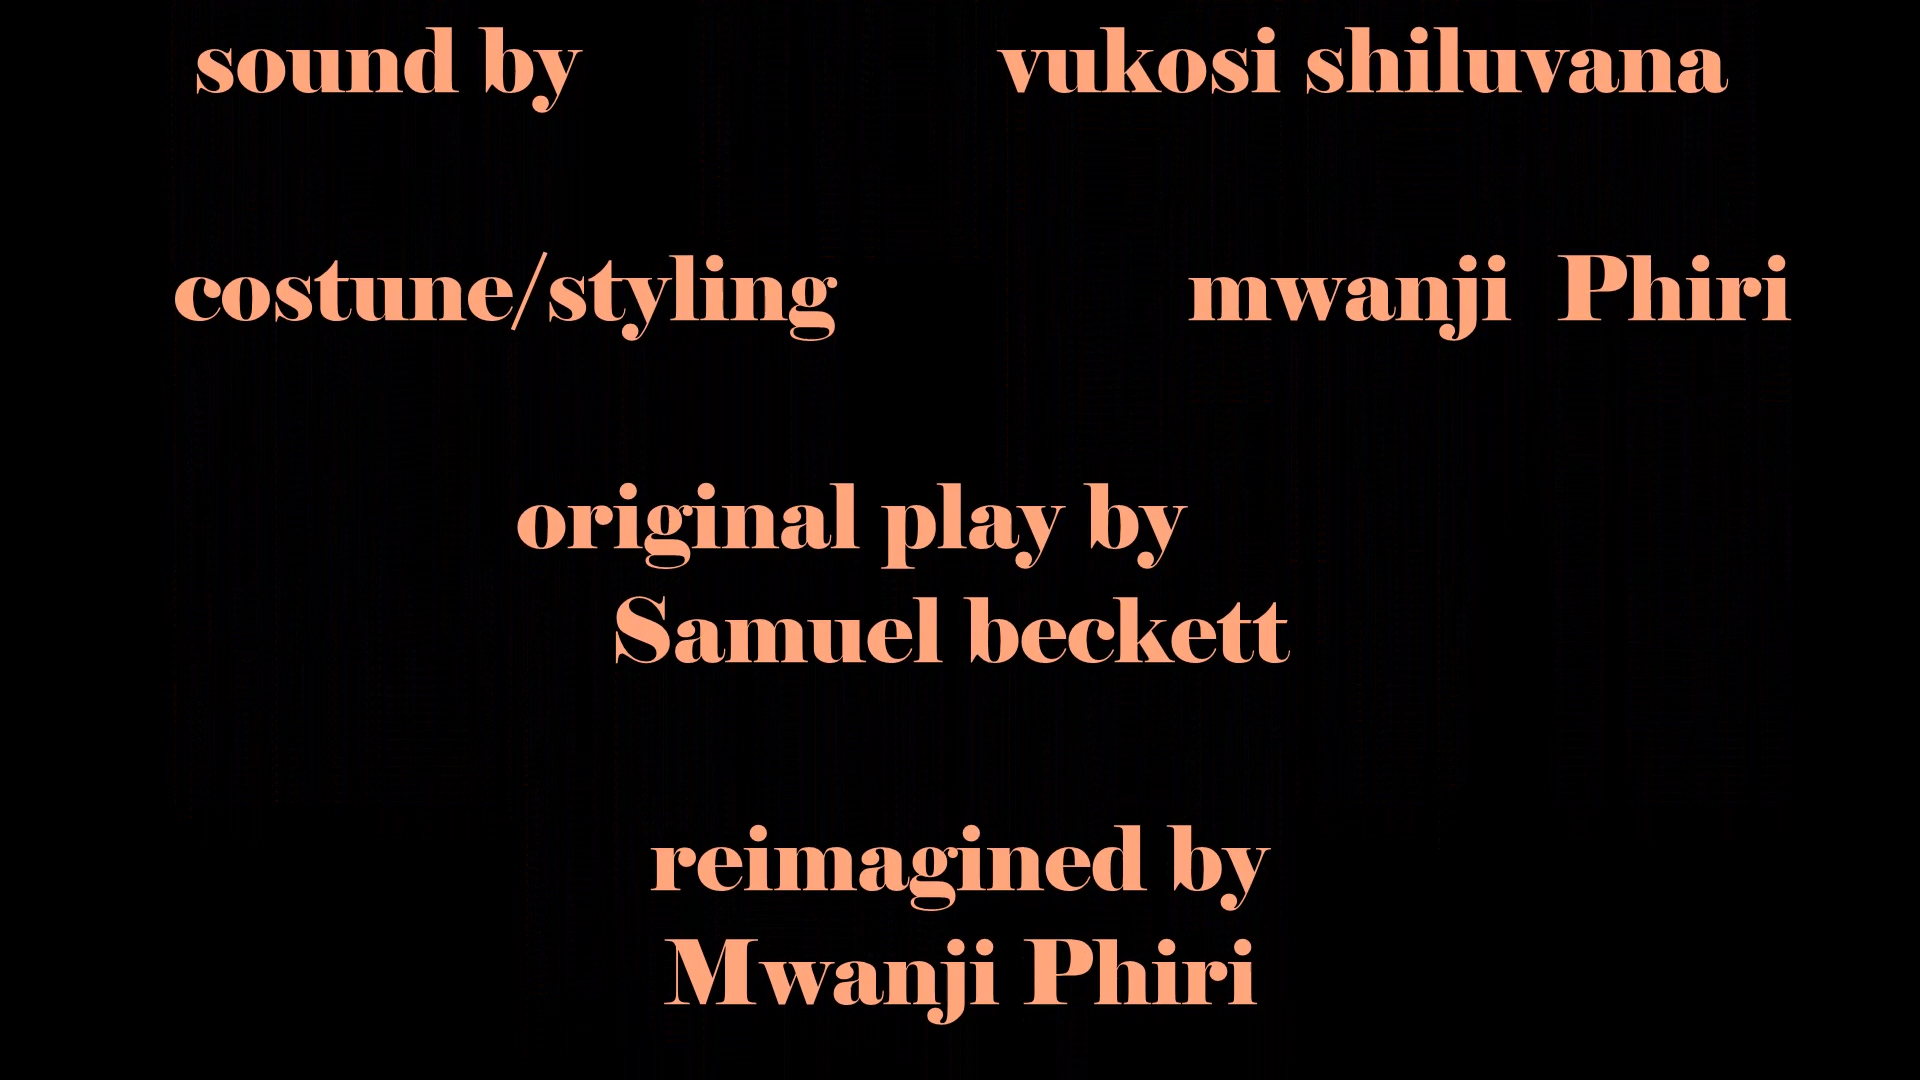 sound by vukosi shiluvana
costune/styling mwanji Phiri
original play by
Samuel beckett
reimagined by
Mwanji Phiri